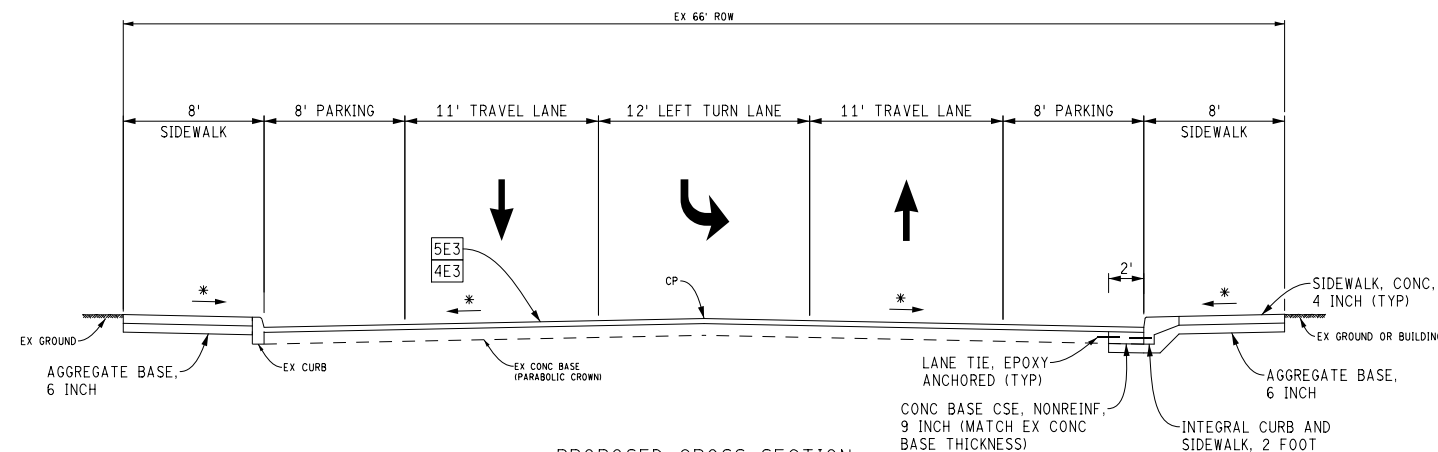 EX 66' ROW
8'
SIDEWALK
8' PARKING
11' TRAVEL LANE
12' LEFT TURN LANE
11' TRAVEL LANE
8' PARKING
8'
SIDEWALK
5E3
4E3
CP
2'
SIDEWALK, CONC,
4 INCH (TYP)
*
*
*
*
EX GROUND
EX GROUND OR BUILDING
AGGREGATE BASE,
6 INCH
EX CURB
EX CONC BASE
(PARABOLIC CROWN)
LANE TIE, EPOXY
ANCHORED (TYP)
AGGREGATE BASE,
6 INCH
CONC BASE CSE, NONREINF,
9 INCH (MATCH EX CONC
BASE THICKNESS)
INTEGRAL CURB AND
SIDEWALK, 2 FOOT
PROPOSED CROSS SECTION